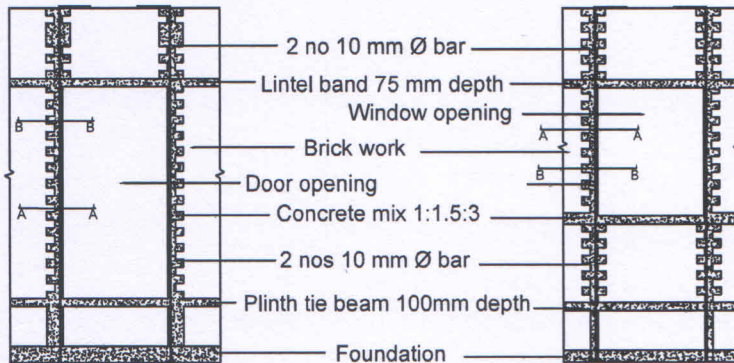 2 no 10 mm Ø bar
Lintel band 75 mm depth
Window opening
B B
A A
Brick work
B B
Door opening
A A
Concrete mix 1:1.5:3
2 nos 10 mm Ø bar
Plinth tie beam 100mm depth
Foundation